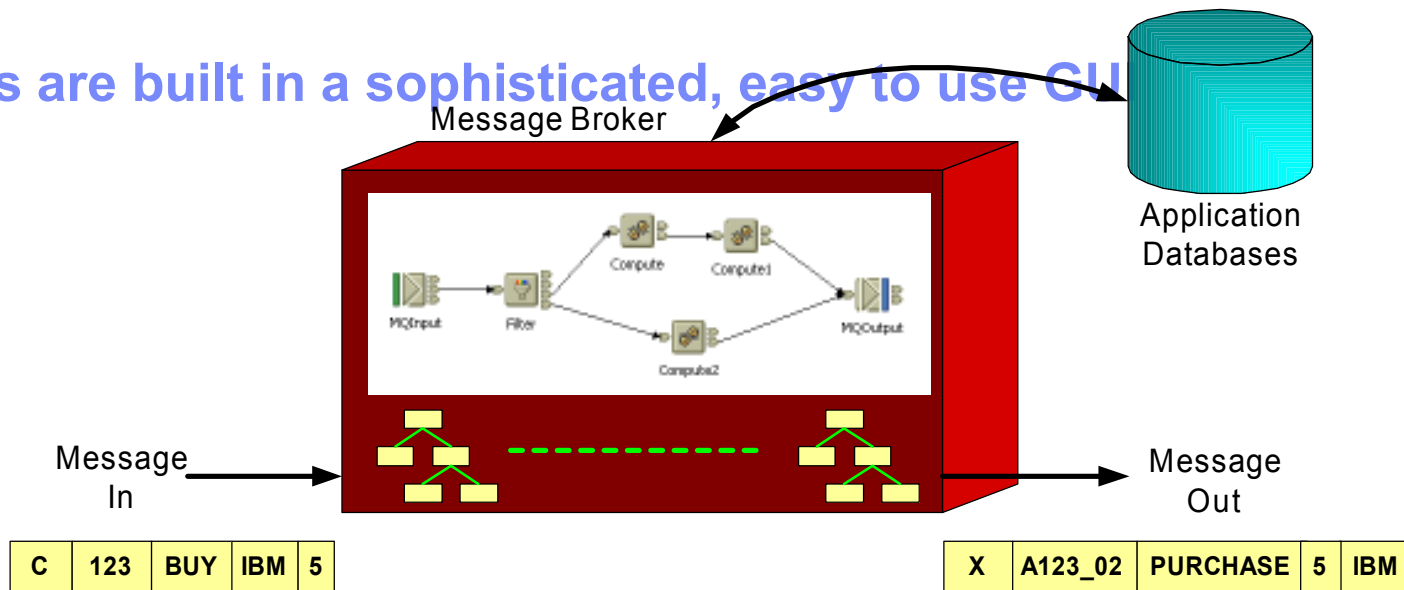 s are built in a sophisticated, easy to use GU
Message Broker
Application
Databases
Compute
Compute1
MQInput
Filter
MQOutput
Compute2
Message
In
Message
Out
C 123 BUY IBM 5
X A123_02 PURCHASE 5 IBM